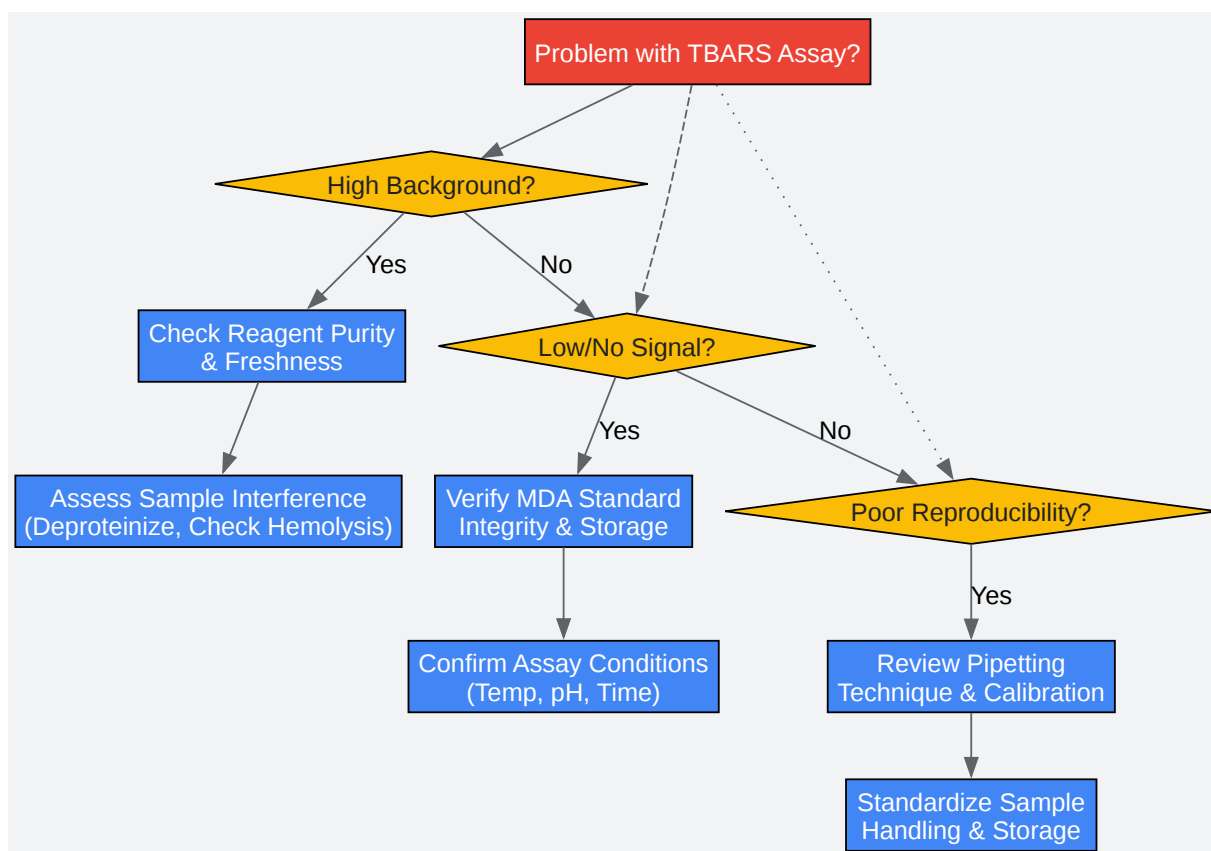 Problem with TBARS Assay?
High Background?
Yes
No
Check Reagent Purity
& Freshness
Low/No Signal?
Yes
No
Assess Sample Interference
(Deproteinize, Check Hemolysis)
Verify MDA Standard
Integrity & Storage
Poor Reproducibility?
Yes
Confirm Assay Conditions
(Temp, pH, Time)
Review Pipetting
Technique & Calibration
Standardize Sample
Handling & Storage